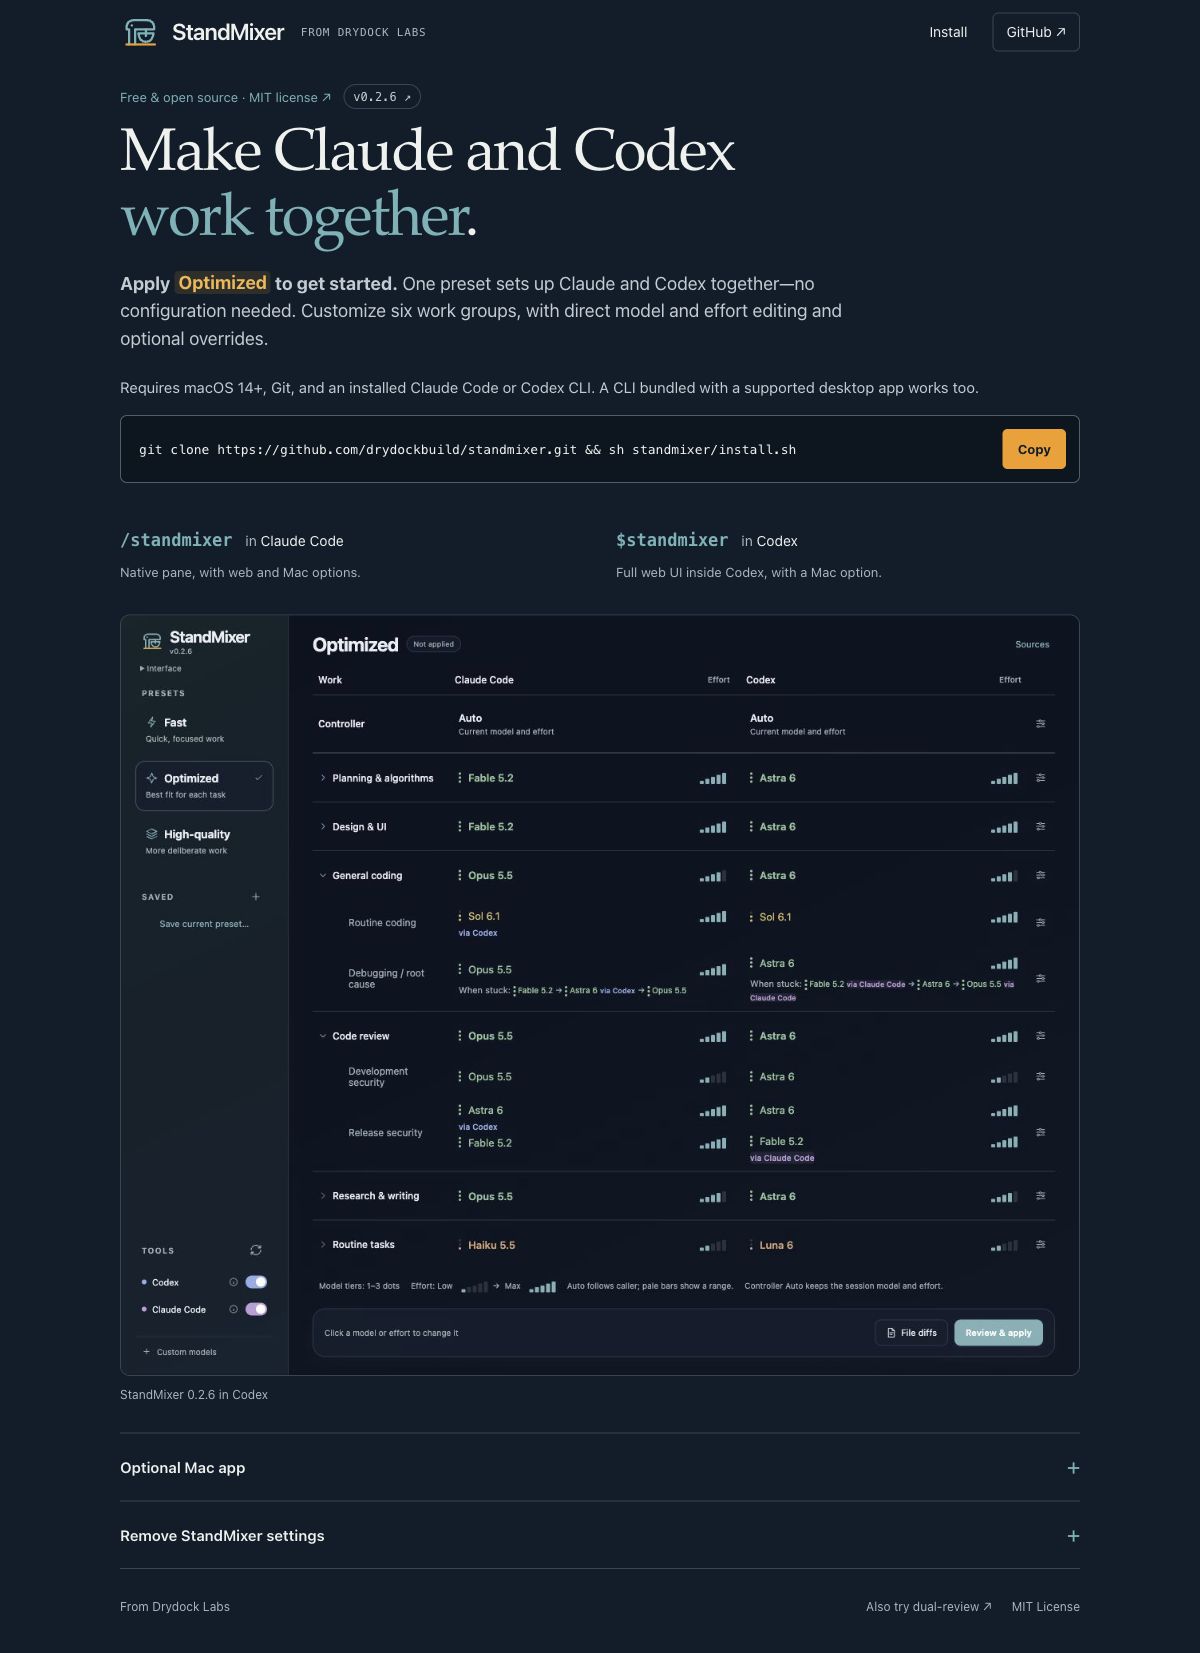 StandMixer FROM DRYDOCK LABS
Install
GitHub ↗
Free & open source · MIT license ↗ v0.2.6 ↗
Make Claude and Codex
work together.
Apply Optimized to get started. One preset sets up Claude and Codex together—no
configuration needed. Customize six work groups, with direct model and effort editing and
optional overrides.
Requires macOS 14+, Git, and an installed Claude Code or Codex CLI. A CLI bundled with a supported desktop app works too.
git clone https://github.com/drydockbuild/standmixer.git && sh standmixer/install.sh
Copy
/standmixer in Claude Code
Native pane, with web and Mac options.
$standmixer in Codex
Full web UI inside Codex, with a Mac option.
StandMixer
v0.2.6
Interface
PRESETS
Fast
Quick, focused work
Optimized
Best fit for each task
High-quality
More deliberate work
SAVED +
Save current preset...
TOOLS
Codex
Claude Code
+ Custom models
Optimized Not applied
Sources
Work Claude Code Effort Codex Effort
Controller Auto Auto
Current model and effort Current model and effort
Planning & algorithms Fable 5.2 Astra 6
Design & UI Fable 5.2 Astra 6
General coding Opus 5.5 Astra 6
Routine coding Sol 6.1 Sol 6.1
via Codex
Debugging / root
cause
Opus 5.5
When stuck: Fable 5.2 → Astra 6 via Codex → Opus 5.5
Astra 6
When stuck: Fable 5.2 via Claude Code → Astra 6 → Opus 5.5 via
Claude Code
Code review Opus 5.5 Astra 6
Development
security
Opus 5.5 Astra 6
Release security
Astra 6
via Codex
Fable 5.2
Astra 6
Fable 5.2
via Claude Code
Research & writing Opus 5.5 Astra 6
Routine tasks Haiku 5.5 Luna 6
Model tiers: 1–3 dots Effort: Low → Max Auto follows caller; pale bars show a range. Controller Auto keeps the session model and effort.
Click a model or effort to change it
File diffs
Review & apply
StandMixer 0.2.6 in Codex
Optional Mac app +
Remove StandMixer settings +
From Drydock Labs
Also try dual-review ↗ MIT License